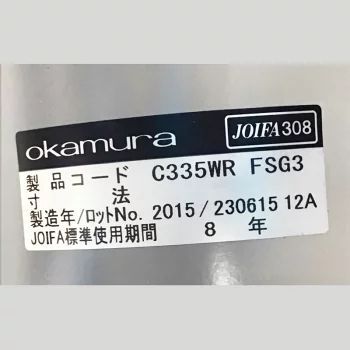 okamura JOIFA308
製品コード C335WR FSG3
寸法
製造年/ロットNo. 2015/230615 12A
JOIFA標準使用期間 8 年